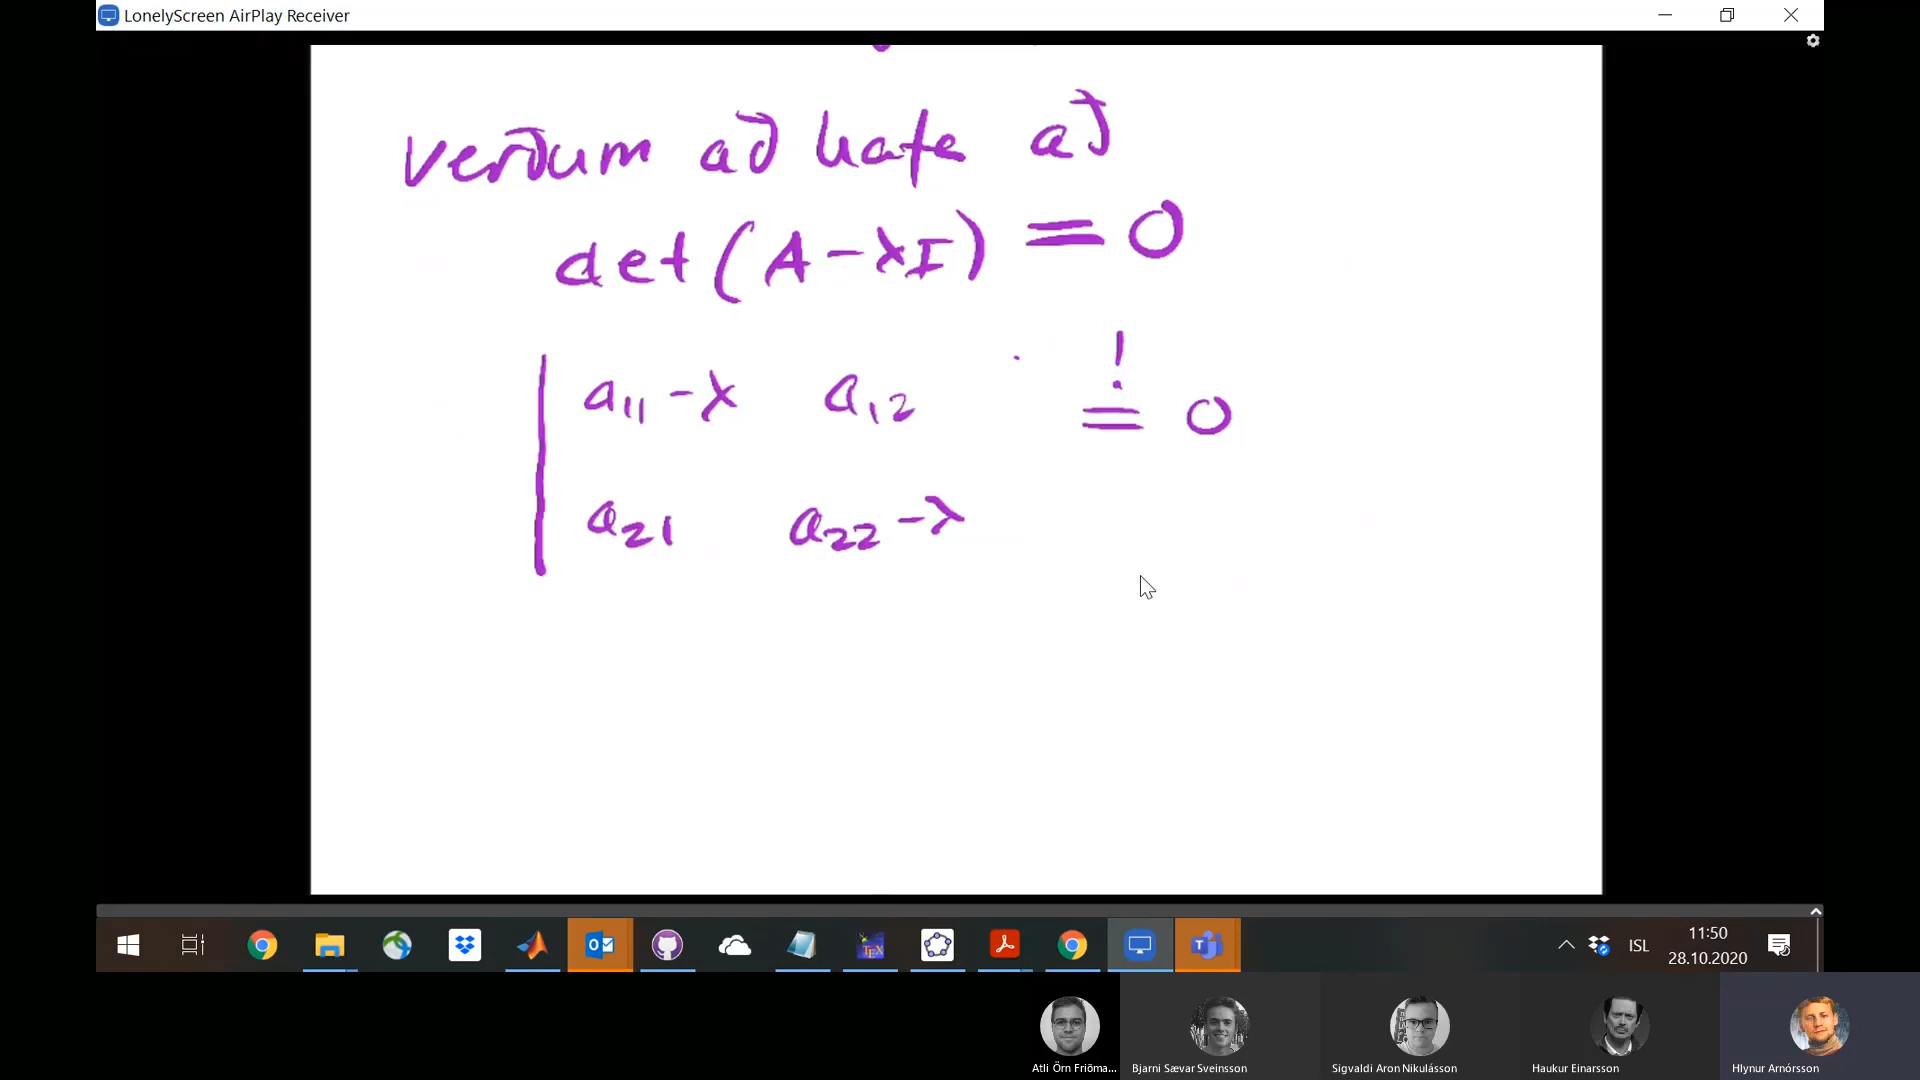 LonelyScreen AirPlay Receiver
verðum að hafa að
det(A-λI) = 0
| a₁₁-λ a₁₂ ! = 0
a₂₁ a₂₂-λ
ISL
11:50
28.10.2020
Atli Örn Friðma...
Bjarni Sævar Sveinsson
Sigvaldi Aron Nikulásson
Haukur Einarsson
Hlynur Arnórsson